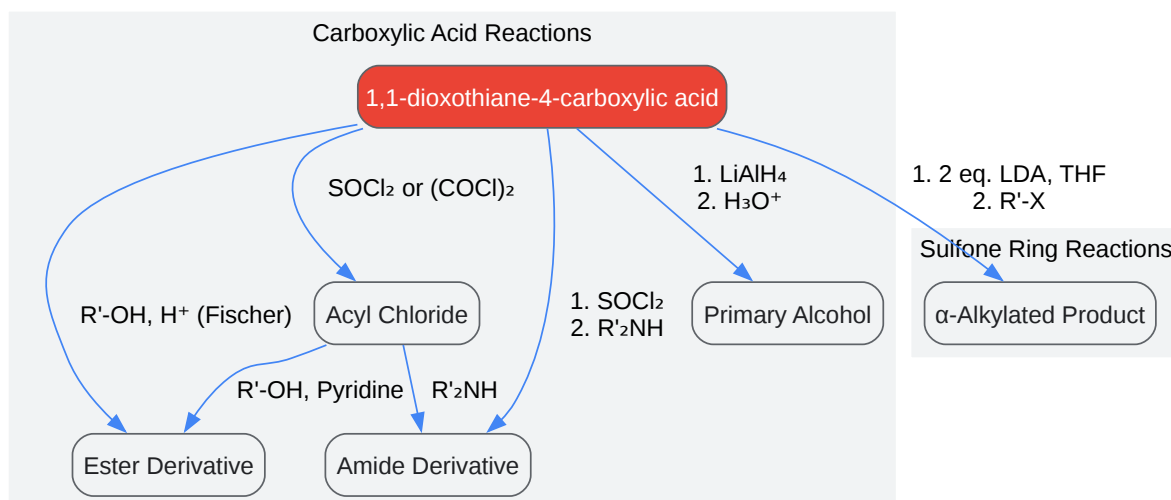 Carboxylic Acid Reactions
1,1-dioxothiane-4-carboxylic acid
SOCl₂ or (COCl)₂
1. LiAlH₄
2. H₃O⁺
1. 2 eq. LDA, THF
2. R'-X
Sulfone Ring Reactions
R'-OH, H⁺ (Fischer)
Acyl Chloride
1. SOCl₂
2. R'₂NH
Primary Alcohol
α-Alkylated Product
R'-OH, Pyridine
R'₂NH
Ester Derivative
Amide Derivative